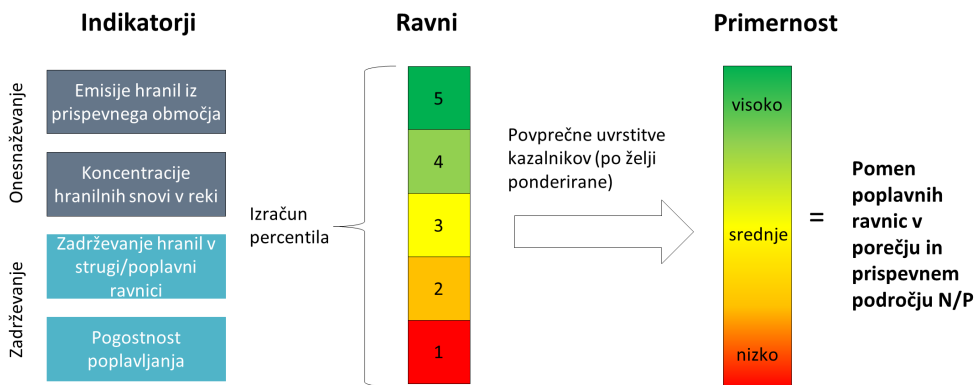 Indikatorji
Ravni
Primernost
Onesnaževanje
Emisije hranil iz
prispevnega območja
Koncentracije
hranilnih snovi v reki
Zadrževanje
Zadrževanje hranil v
strugi/poplavni
ravnici
Pogostnost
poplavljanja
Izračun
percentila
5
4
3
2
1
Povprečne uvrstitve
kazalnikov (po želji
ponderirane)
visoko
srednje
nizko
=
Pomen
poplavnih
ravnic v
porečju in
prispevnem
področju N/P